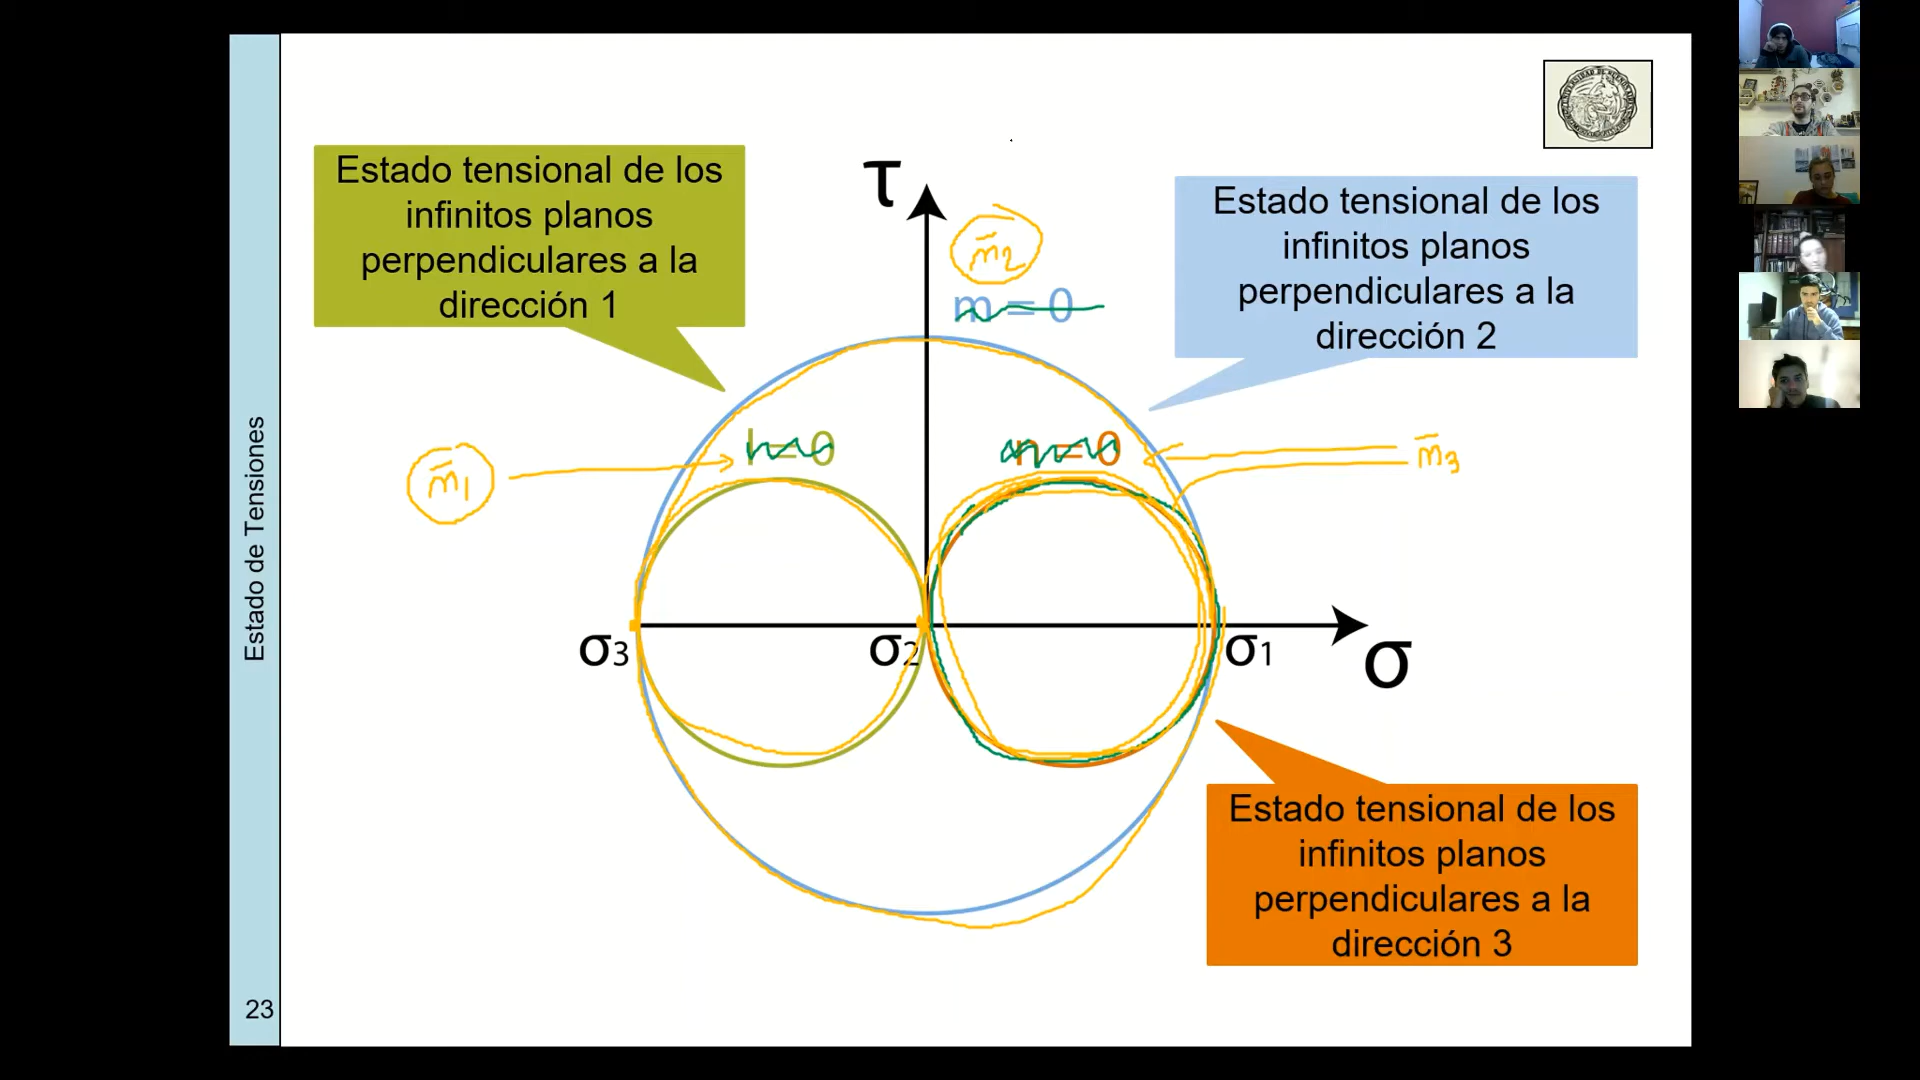 Estado tensional de los
infinitos planos
perpendiculares a la
dirección 1
τ
m̄2
m = 0
Estado tensional de los
infinitos planos
perpendiculares a la
dirección 2
m̄1
l = 0
n = 0
m̄3
σ3
σ2
σ1
σ
Estado tensional de los
infinitos planos
perpendiculares a la
dirección 3
Estado de Tensiones
23